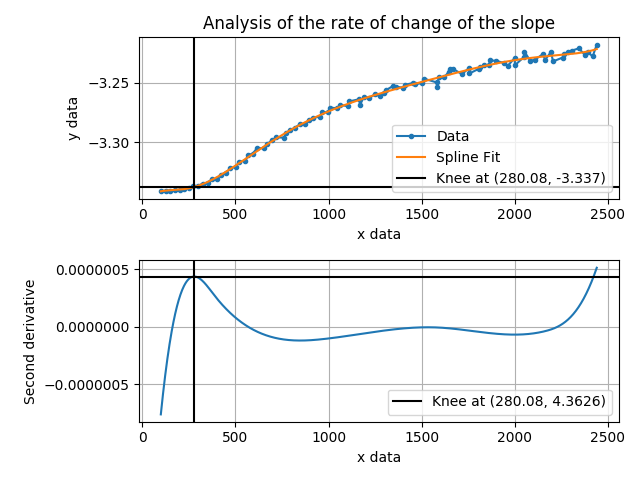 Analysis of the rate of change of the slope
y data
−3.25
−3.30
Data
Spline Fit
Knee at (280.08, -3.337)
0
500
1000
1500
2000
2500
x data
Second derivative
0.0000005
0.0000000
−0.0000005
Knee at (280.08, 4.3626)
0
500
1000
1500
2000
2500
x data